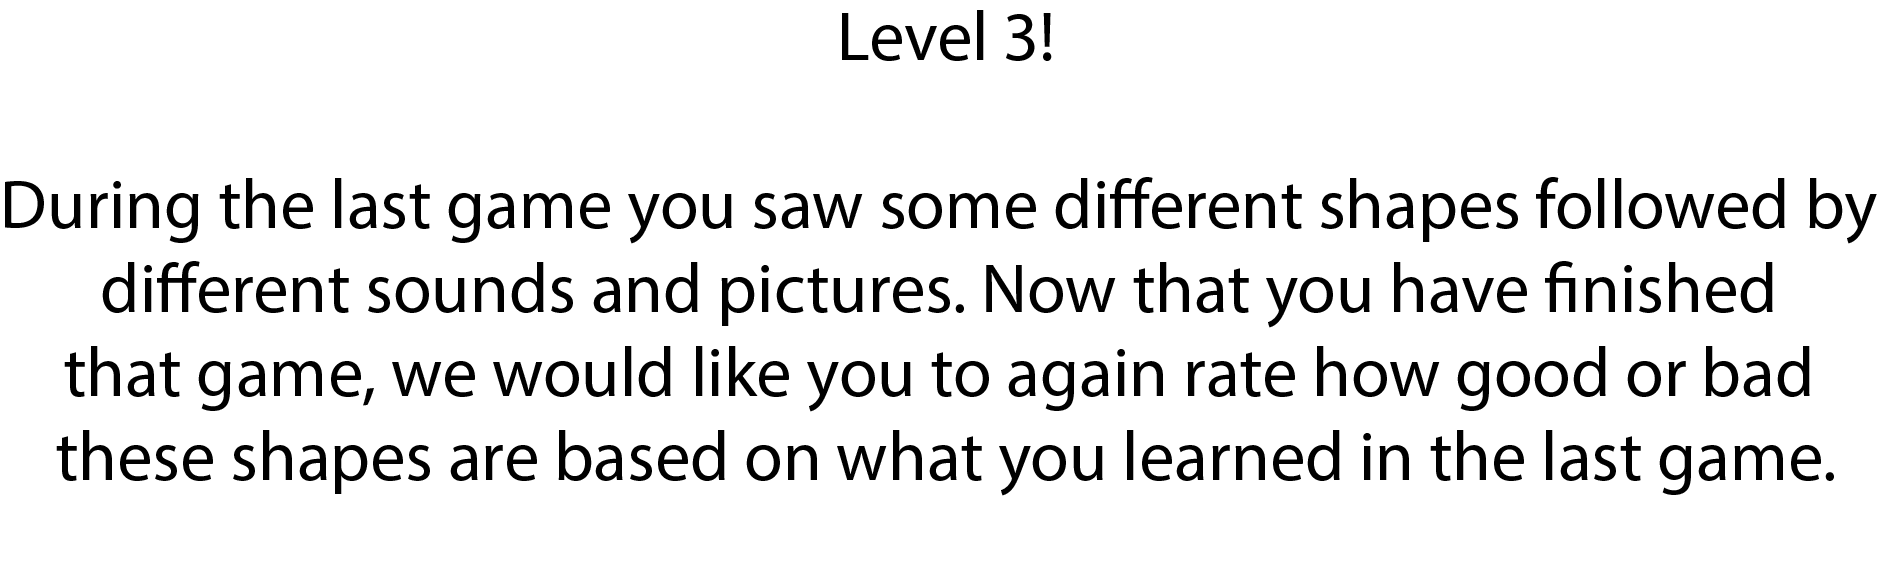 Level 3!
During the last game you saw some different shapes followed by
different sounds and pictures. Now that you have finished
that game, we would like you to again rate how good or bad
these shapes are based on what you learned in the last game.